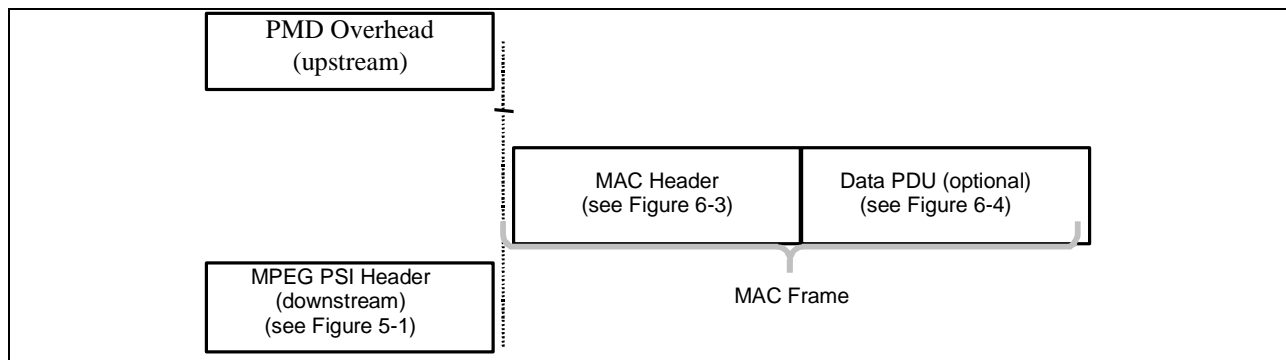 PMD Overhead
(upstream)
MAC Header
(see Figure 6-3)
Data PDU (optional)
(see Figure 6-4)
MPEG PSI Header
(downstream)
(see Figure 5-1)
MAC Frame